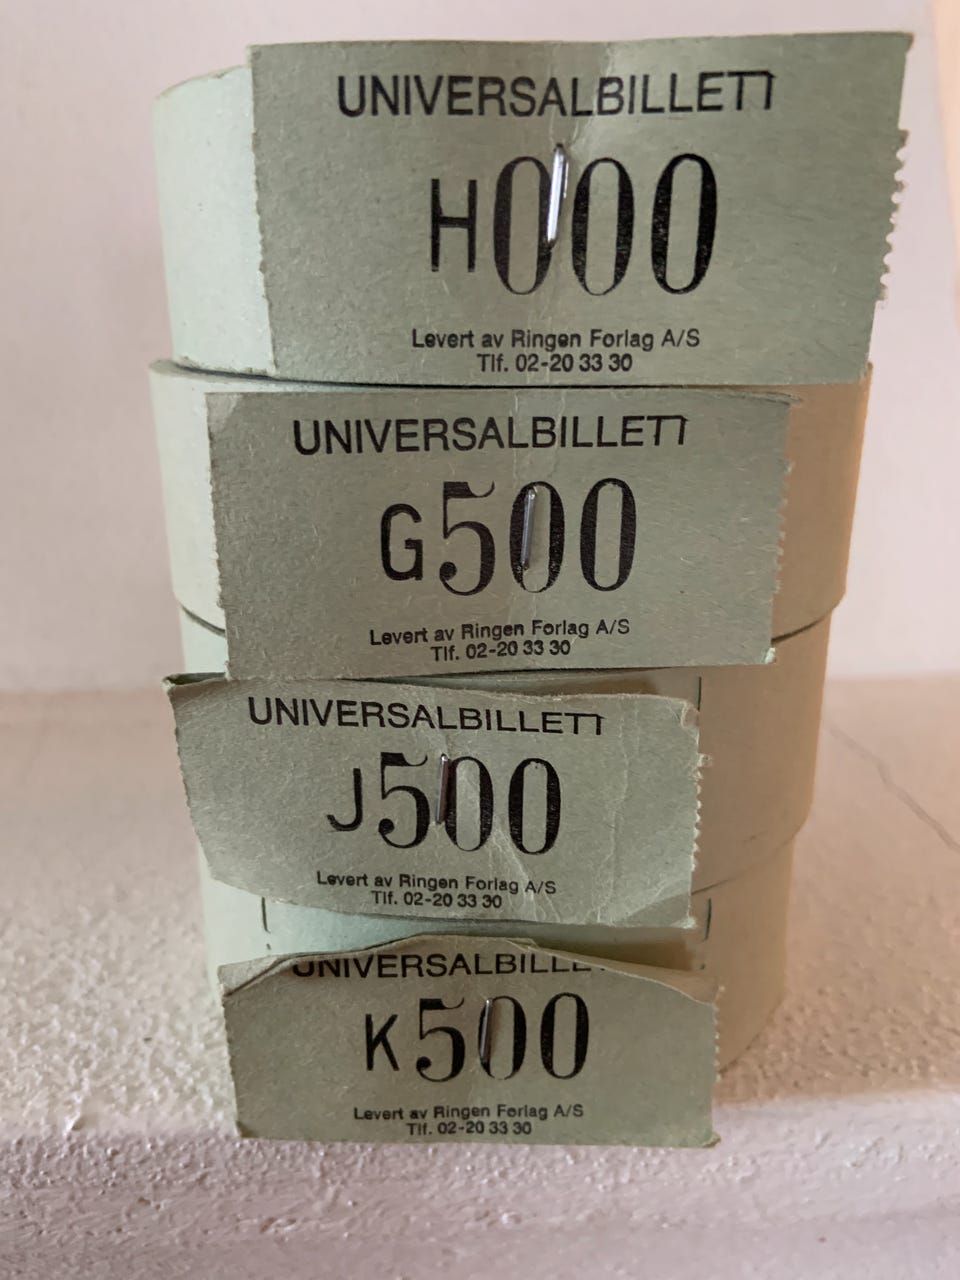 UNIVERSALBILLETT
H000
Levert av Ringen Forlag A/S
Tlf. 02-20 33 30
UNIVERSALBILLETT
G500
Levert av Ringen Forlag A/S
Tlf. 02-20 33 30
UNIVERSALBILLETT
J500
Levert av Ringen Forlag A/S
Tlf. 02-20 33 30
UNIVERSALBILLE
K500
Levert av Ringen Forlag A/S
Tlf. 02-20 33 30